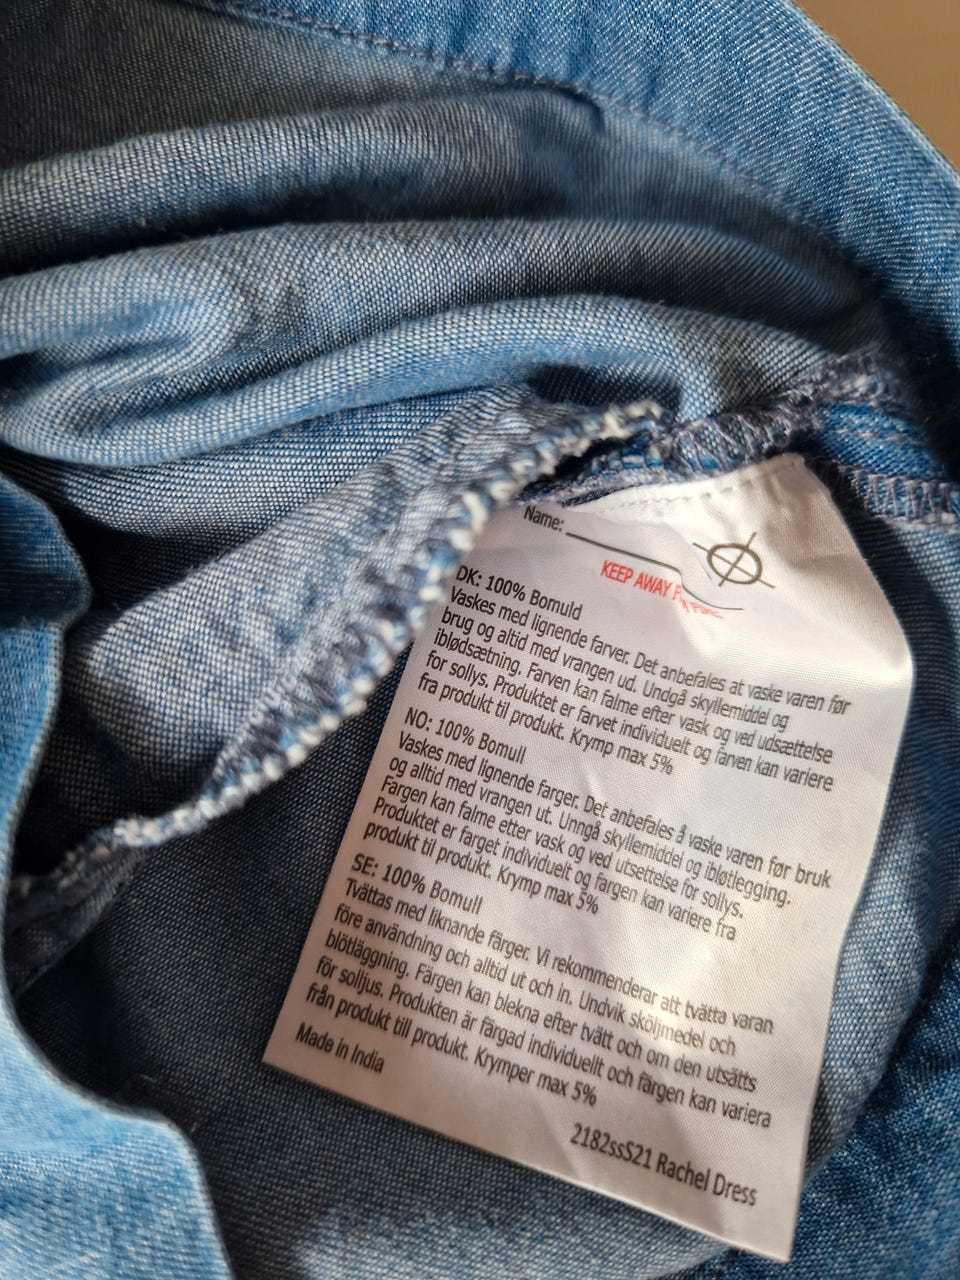 Name:
KEEP AWAY FIRE
DK: 100% Bomuld
Vaskes med lignende farver. Det anbefales at vaske varen før
brug og altid med vrangen ud. Undgå skyllemiddel og
iblødsætning. Farven kan falme efter vask og ved udsættelse
for sollys. Produktet er farvet individuelt og farven kan variere
fra produkt til produkt. Krymp max 5%
NO: 100% Bomull
Vaskes med lignende farger. Det anbefales å vaske varen før bruk
og alltid med vrangen ut. Unngå skyllemiddel og ibløtlegging.
Fargen kan falme etter vask og ved utsettelse for sollys.
Produktet er farget individuelt og fargen kan variere fra
produkt til produkt. Krymp max 5%
SE: 100% Bomull
Tvättas med liknande färger. Vi rekommenderar att tvätta varan
före användning och alltid ut och in. Undvik sköljmedel och
blötläggning. Färgen kan blekna efter tvätt och om den utsätts
för solljus. Produkten är färgad individuellt och färgen kan variera
från produkt till produkt. Krymper max 5%
Made in India
2182ssS21 Rachel Dress